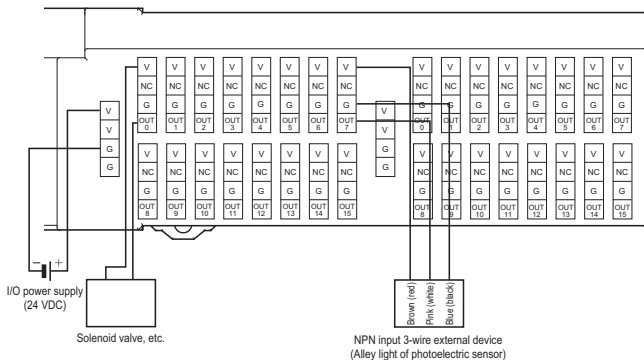 V V V V V V V V V V V V V V V V
NC NC NC NC NC NC NC NC NC NC NC NC NC NC NC NC
G G G G G G G G G G G G G G G G
OUT 0 OUT 1 OUT 2 OUT 3 OUT 4 OUT 5 OUT 6 OUT 7 OUT 0 OUT 1 OUT 2 OUT 3 OUT 4 OUT 5 OUT 6 OUT 7
V V
V V
G G
G G
V V V V V V V V V V V V V V V V
NC NC NC NC NC NC NC NC NC NC NC NC NC NC NC NC
G G G G G G G G G G G G G G G G
OUT 8 OUT 9 OUT 10 OUT 11 OUT 12 OUT 13 OUT 14 OUT 15 OUT 8 OUT 9 OUT 10 OUT 11 OUT 12 OUT 13 OUT 14 OUT 15
− +
I/O power supply
(24 VDC)
Solenoid valve, etc.
Brown (red)
Pink (white)
Blue (black)
NPN input 3-wire external device
(Alley light of photoelectric sensor)